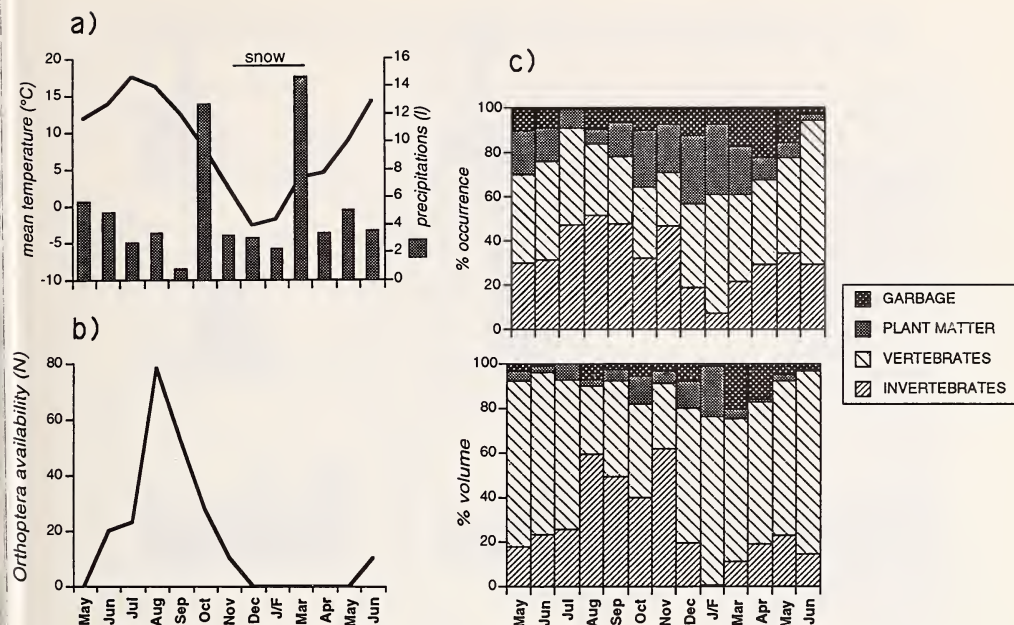 a)
snow
mean temperature (°C)
20
15
10
5
0
-5
-10
16
14
12
10
8
6
4
2
0
precipitations (l)
b)
Orthoptera availability (N)
80
60
40
20
0
May Jun Jul Aug Sep Oct Nov Dec J/F Mar Apr May Jun
c)
% occurrence
100
80
60
40
20
0
% volume
100
80
60
40
20
0
May Jun Jul Aug Sep Oct Nov Dec J/F Mar Apr May Jun
GARBAGE
PLANT MATTER
VERTEBRATES
INVERTEBRATES